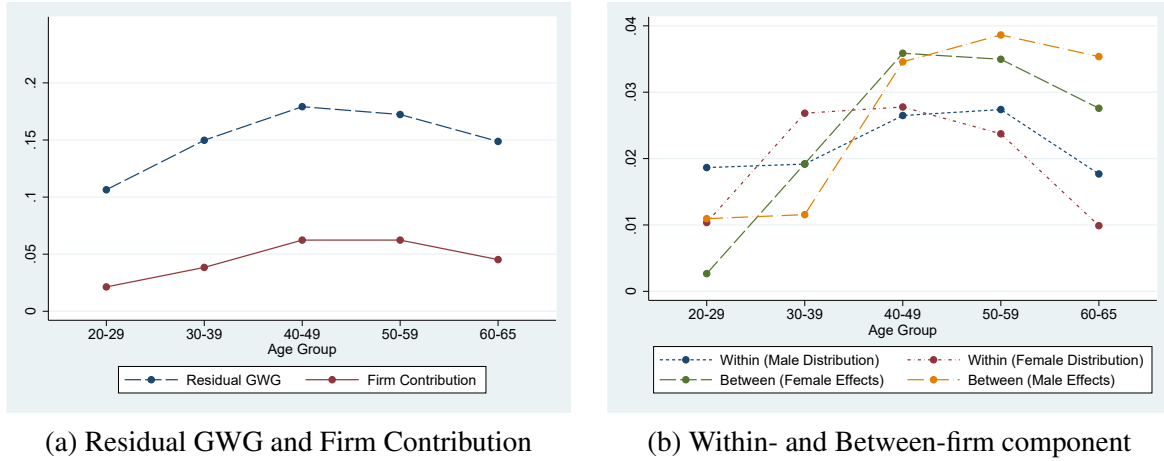 .2
.15
.1
.05
0
20-29 30-39 40-49 50-59 60-65
Age Group
Residual GWG Firm Contribution
(a) Residual GWG and Firm Contribution
.04
.03
.02
.01
0
20-29 30-39 40-49 50-59 60-65
Age Group
Within (Male Distribution) Within (Female Distribution)
Between (Female Effects) Between (Male Effects)
(b) Within- and Between-firm component